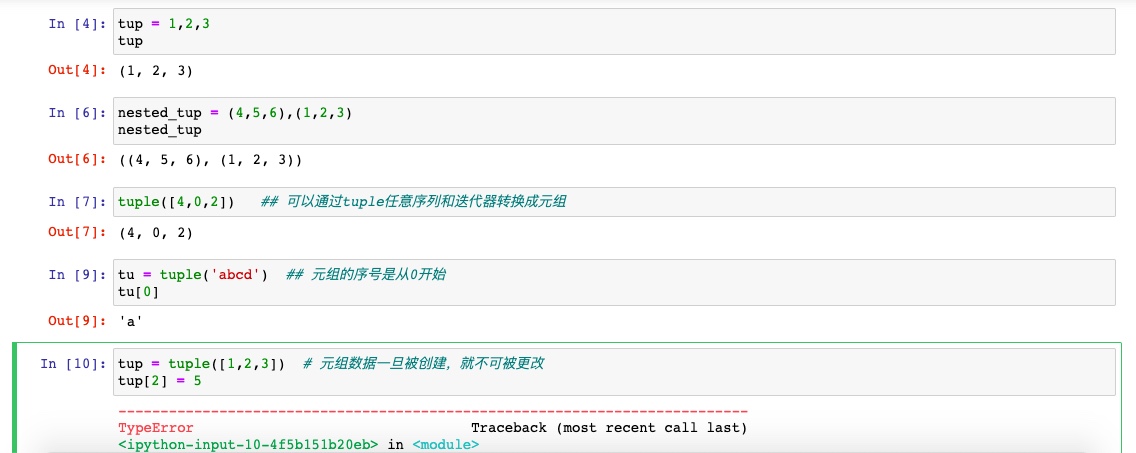 In [4]: tup = 1,2,3
tup
Out[4]: (1, 2, 3)
In [6]: nested_tup = (4,5,6),(1,2,3)
nested_tup
Out[6]: ((4, 5, 6), (1, 2, 3))
In [7]: tuple([4,0,2])   ## 可以通过tuple任意序列和迭代器转换成元组
Out[7]: (4, 0, 2)
In [9]: tu = tuple('abcd')  ## 元组的序号是从0开始
tu[0]
Out[9]: 'a'
In [10]: tup = tuple([1,2,3])  # 元组数据一旦被创建，就不可被更改
tup[2] = 5
---------------------------------------------------------------------------
TypeError                                 Traceback (most recent call last)
<ipython-input-10-4f5b151b20eb> in <module>